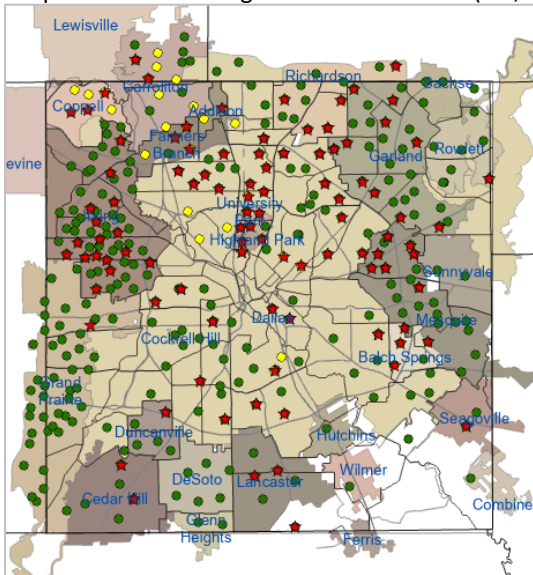 Lewisville
Richardson
Sachse
Carrollton
Coppell
Addison
Farmers
Branch
Garland
Rowlett
evine
University
Park
Irving
Highland Park
Sunnyvale
Dallas
Mesquite
Cockrell Hill
Balch Springs
Grand
Prairie
Seagoville
Duncanville
Hutchins
Wilmer
DeSoto
Lancaster
Cedar Hill
Combine
Glenn
Heights
Ferris